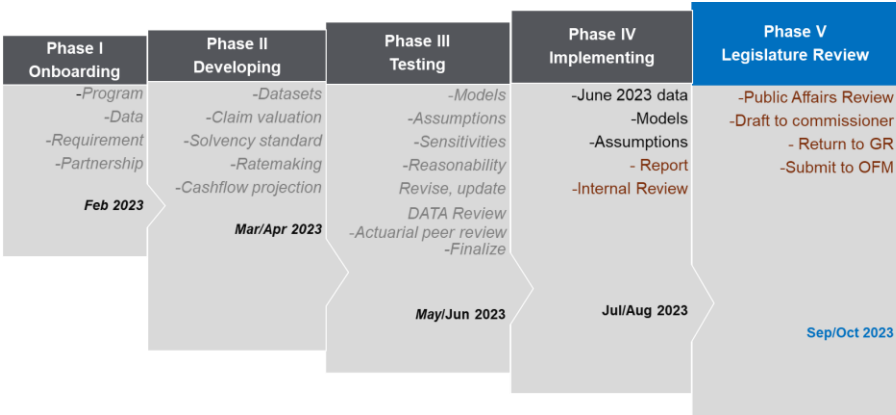 Phase I
Onboarding
-Program
-Data
-Requirement
-Partnership
Feb 2023
Phase II
Developing
-Datasets
-Claim valuation
-Solvency standard
-Ratemaking
-Cashflow projection
Mar/Apr 2023
Phase III
Testing
-Models
-Assumptions
-Sensitivities
-Reasonability
Revise, update
DATA Review
-Actuarial peer review
-Finalize
May/Jun 2023
Phase IV
Implementing
-June 2023 data
-Models
-Assumptions
- Report
-Internal Review
Jul/Aug 2023
Phase V
Legislature Review
-Public Affairs Review
-Draft to commissioner
- Return to GR
-Submit to OFM
Sep/Oct 2023